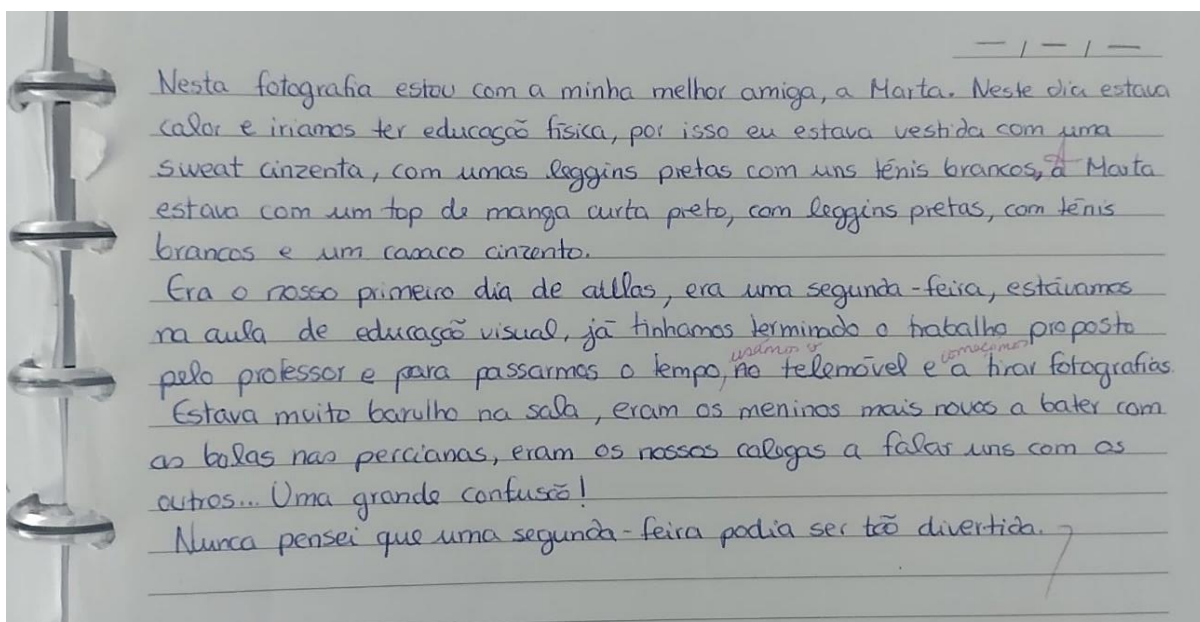 — / — / —
Nesta fotografia estou com a minha melhor amiga, a Marta. Neste dia estava
calor e iriamos ter educação física, por isso eu estava vestida com uma
sweat cinzenta, com umas leggins pretas com uns ténis brancos, A Marta
estava com um top de manga curta preto, com leggins pretas, com ténis
brancos e um casaco cinzento.
Era o nosso primeiro dia de aulas, era uma segunda-feira, estávamos
na aula de educação visual, já tinhamos terminado o trabalho proposto
usámos o começámos
pelo professor e para passarmos o tempo, no telemóvel e a tirar fotografias.
Estava muito barulho na sala, eram os meninos mais novos a bater com
as bolas nas percianas, eram os nossos colegas a falar uns com os
outros... Uma grande confusão!
Nunca pensei que uma segunda-feira podia ser tão divertida.